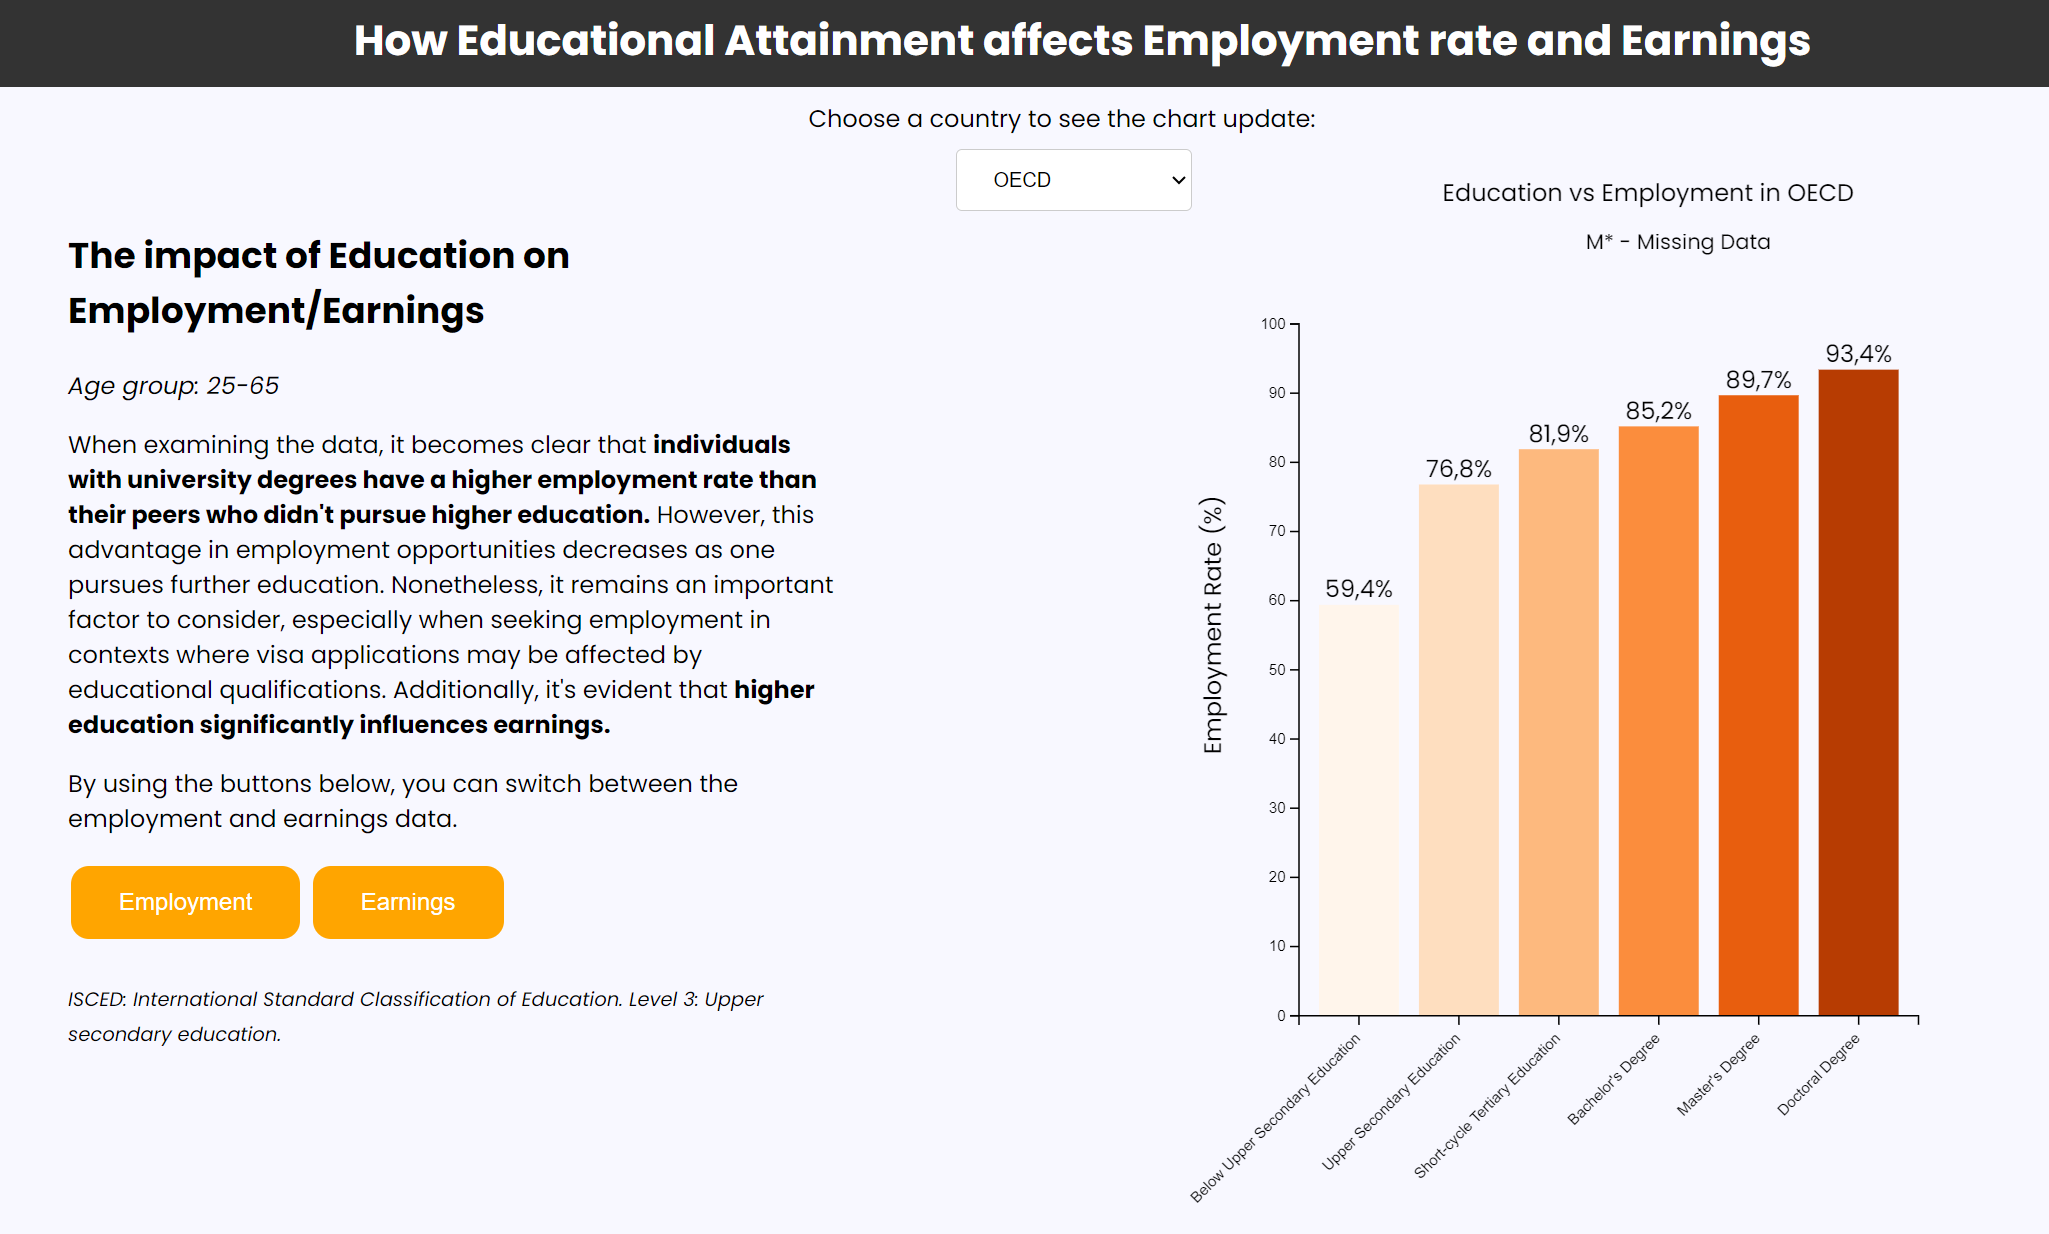 How Educational Attainment affects Employment rate and Earnings
Choose a country to see the chart update:
OECD
The impact of Education on
Employment/Earnings
Age group: 25-65
When examining the data, it becomes clear that individuals
with university degrees have a higher employment rate than
their peers who didn't pursue higher education. However, this
advantage in employment opportunities decreases as one
pursues further education. Nonetheless, it remains an important
factor to consider, especially when seeking employment in
contexts where visa applications may be affected by
educational qualifications. Additionally, it's evident that higher
education significantly influences earnings.
By using the buttons below, you can switch between the
employment and earnings data.
Employment
Earnings
ISCED: International Standard Classification of Education. Level 3: Upper
secondary education.
Education vs Employment in OECD
M* - Missing Data
Employment Rate (%)
100
90
80
70
60
50
40
30
20
10
0
59,4%
76,8%
81,9%
85,2%
89,7%
93,4%
Below Upper Secondary Education
Upper Secondary Education
Short-cycle Tertiary Education
Bachelor's Degree
Master's Degree
Doctoral Degree